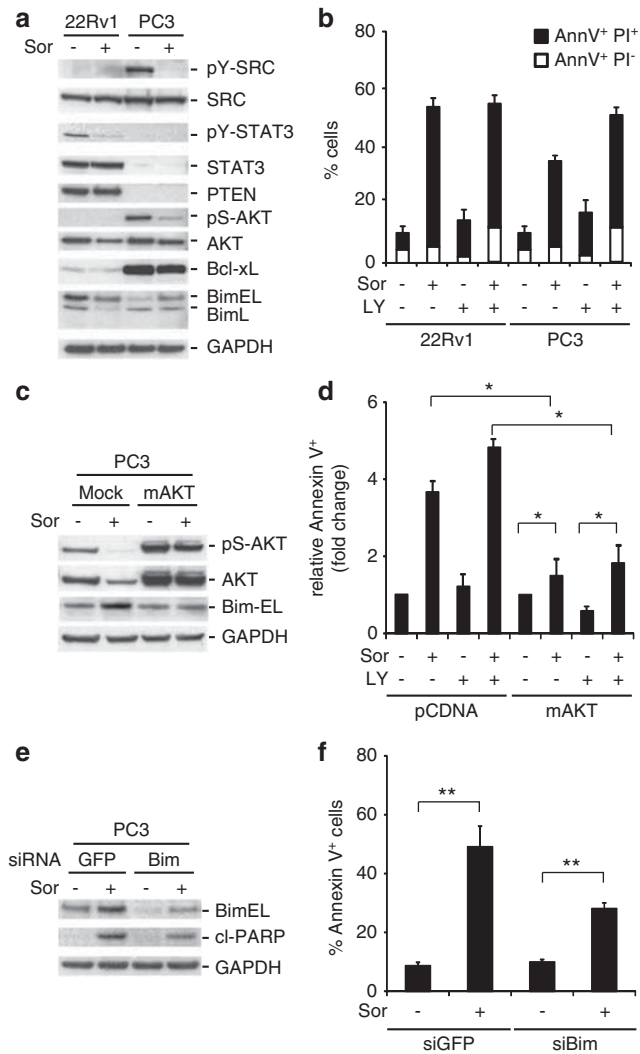 a
22Rv1 PC3
Sor - + - +
pY-SRC
SRC
pY-STAT3
STAT3
PTEN
pS-AKT
AKT
Bcl-xL
BimEL
BimL
GAPDH
b
AnnV+ PI+
AnnV+ PI-
% cells
80
60
40
20
0
Sor - + - + - + - +
LY - - + + - - + +
22Rv1 PC3
c
PC3
Mock mAKT
Sor - + - +
pS-AKT
AKT
Bim-EL
GAPDH
d
relative Annexin V+
(fold change)
6
4
2
0
*
*
* *
Sor - + - + - + - +
LY - - + + - - + +
pCDNA mAKT
e
PC3
siRNA GFP Bim
Sor - + - +
BimEL
cl-PARP
GAPDH
f
% Annexin V+ cells
80
60
40
20
0
**
**
Sor - + - +
siGFP siBim